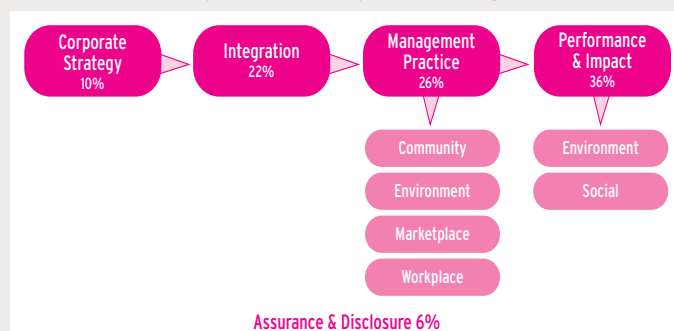 Corporate
Strategy
10%
Integration
22%
Management
Practice
26%
Performance
& Impact
36%
Community
Environment
Marketplace
Workplace
Environment
Social
Assurance & Disclosure 6%